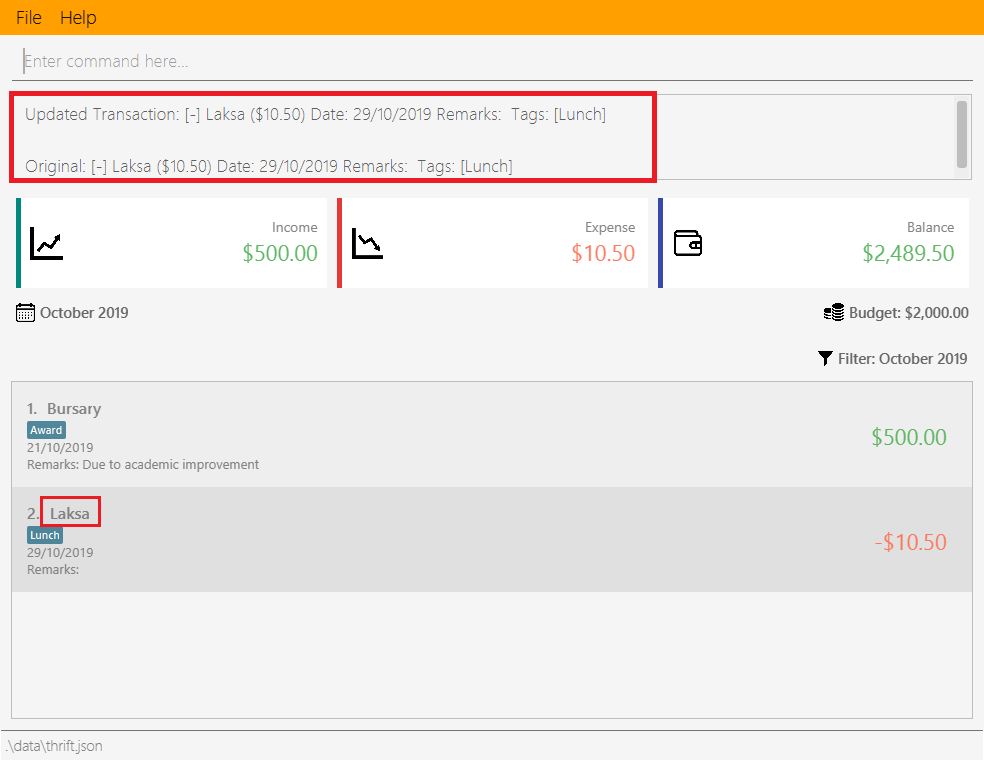 File Help
Enter command here...
Updated Transaction: [-] Laksa ($10.50) Date: 29/10/2019 Remarks:  Tags: [Lunch]
Original: [-] Laksa ($10.50) Date: 29/10/2019 Remarks:  Tags: [Lunch]
Income
$500.00
Expense
$10.50
Balance
$2,489.50
October 2019
Budget: $2,000.00
Filter: October 2019
1. Bursary
Award
21/10/2019
Remarks: Due to academic improvement
$500.00
2. Laksa
Lunch
29/10/2019
Remarks:
-$10.50
.\data\thrift.json